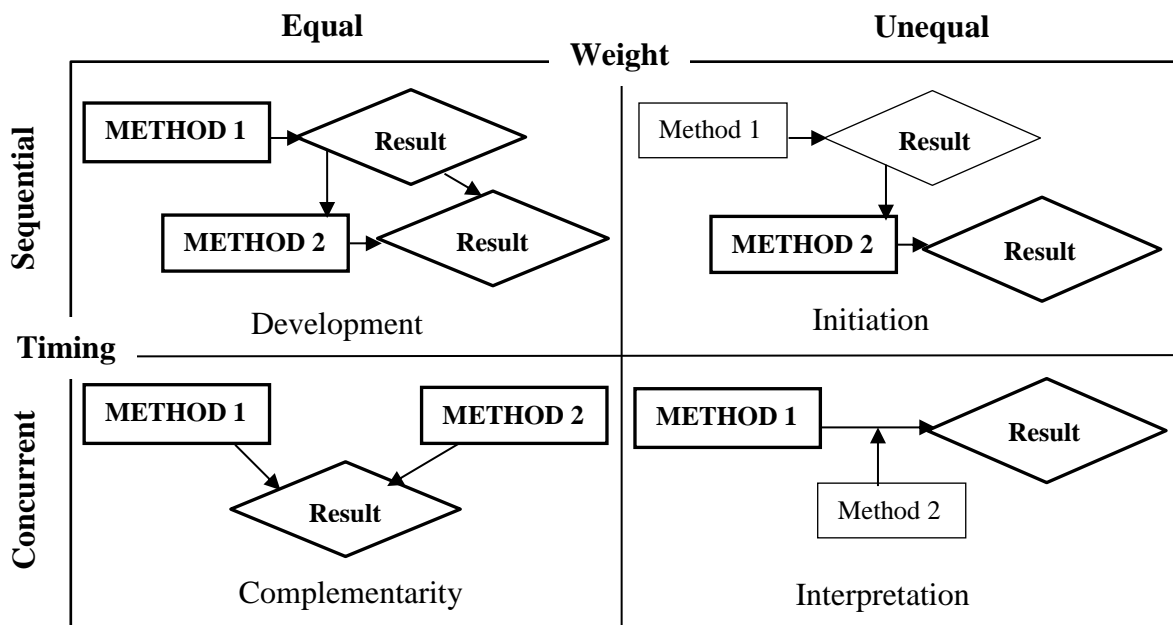 Equal
Unequal
Weight
Sequential
METHOD 1
Result
METHOD 2
Result
Development
Method 1
Result
METHOD 2
Result
Initiation
Timing
Concurrent
METHOD 1
METHOD 2
Result
Complementarity
METHOD 1
Result
Method 2
Interpretation